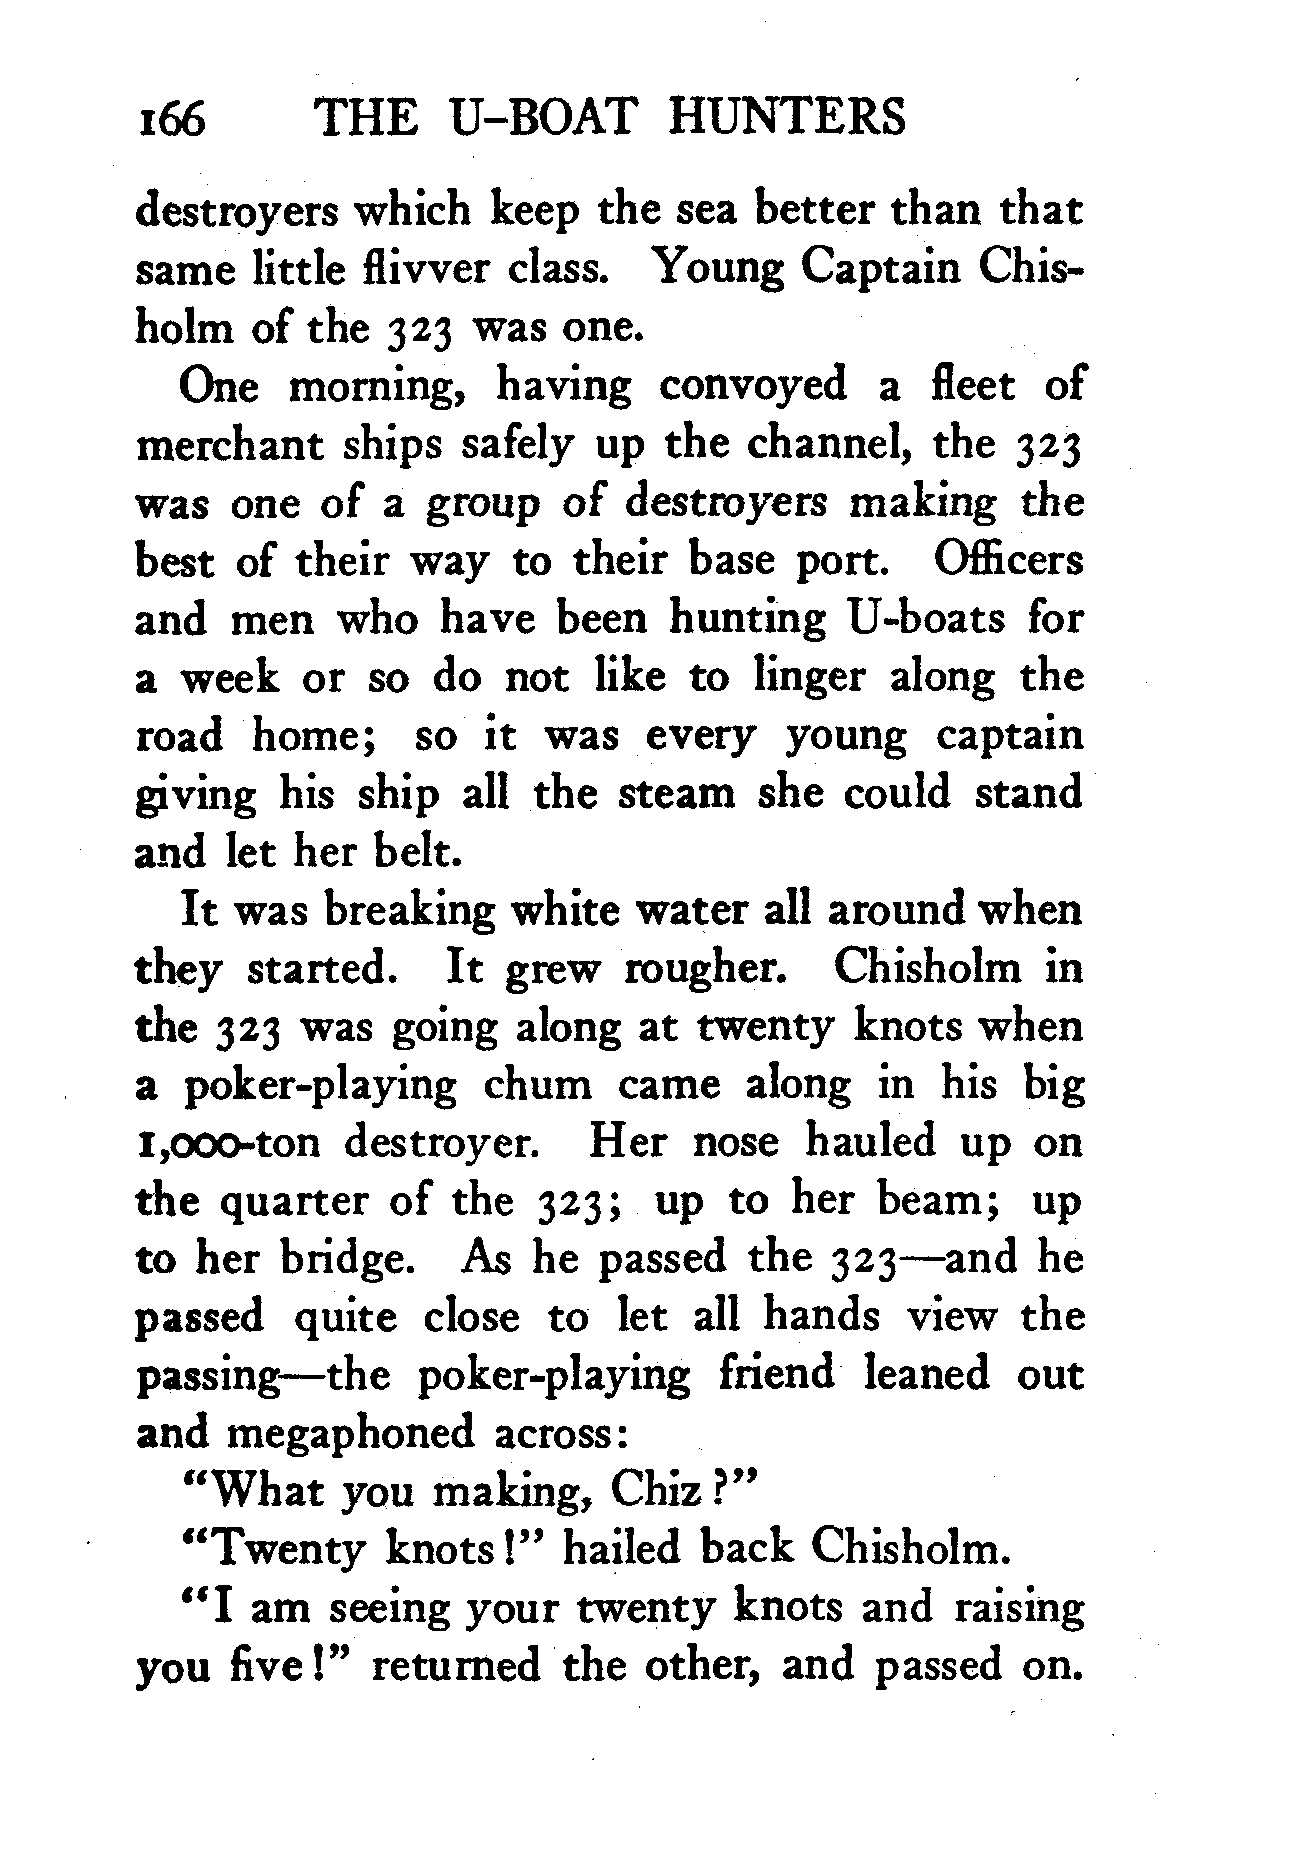 166 THE U-BOAT HUNTERS
destroyers which keep the sea better than that
same little flivver class. Young Captain Chis-
holm of the 323 was one.
One morning, having convoyed a fleet of
merchant ships safely up the channel, the 323
was one of a group of destroyers making the
best of their way to their base port. Officers
and men who have been hunting U-boats for
a week or so do not like to linger along the
road home; so it was every young captain
giving his ship all the steam she could stand
and let her belt.
It was breaking white water all around when
they started. It grew rougher. Chisholm in
the 323 was going along at twenty knots when
a poker-playing chum came along in his big
1,000-ton destroyer. Her nose hauled up on
the quarter of the 323; up to her beam; up
to her bridge. As he passed the 323—and he
passed quite close to let all hands view the
passing—the poker-playing friend leaned out
and megaphoned across:
"What you making, Chiz?"
"Twenty knots!" hailed back Chisholm.
"I am seeing your twenty knots and raising
you five!" returned the other, and passed on.